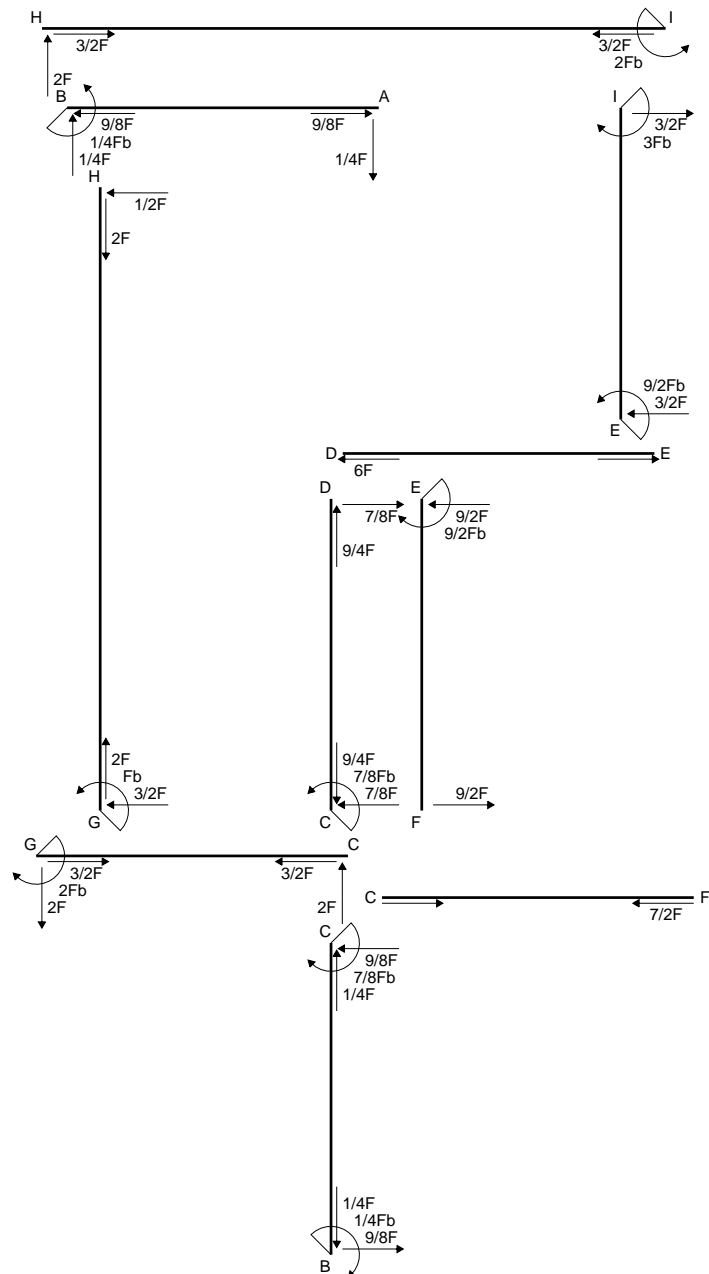 H
I
3/2F
3/2F
2Fb
2F
B
A
I
9/8F
9/8F
3/2F
1/4Fb
3Fb
1/4F
1/4F
H
1/2F
2F
9/2Fb
3/2F
E
D
E
6F
D
E
7/8F
9/2F
9/2Fb
9/4F
2F
9/4F
Fb
7/8Fb
3/2F
7/8F
9/2F
G
C
F
G
C
3/2F
3/2F
2Fb
2F
2F
C
F
7/2F
C
9/8F
7/8Fb
1/4F
1/4F
1/4Fb
9/8F
B